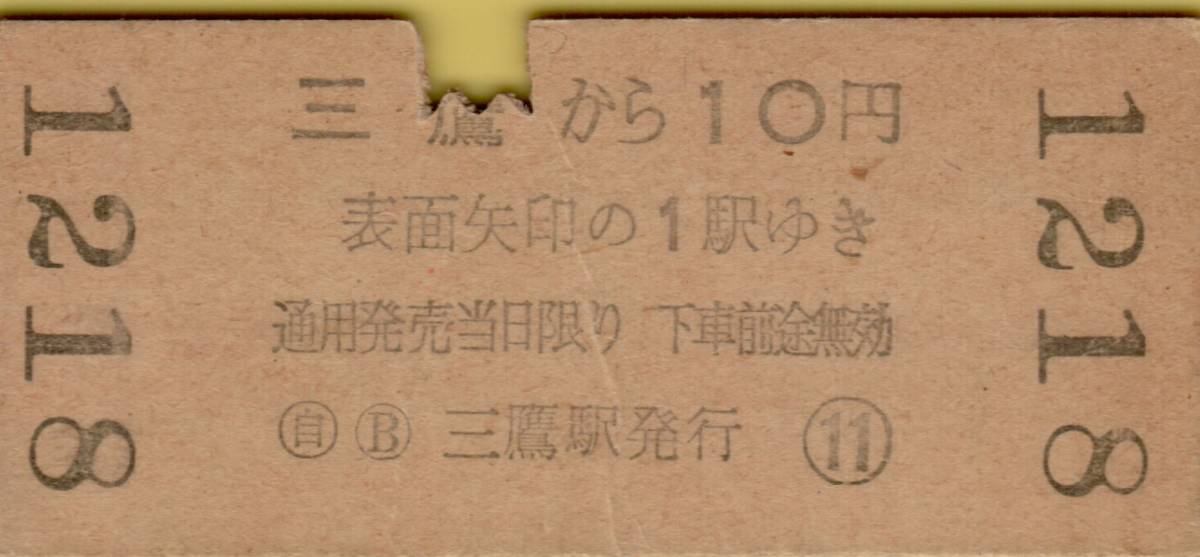 1218
三鷹から10円
表面矢印の1駅ゆき
通用発売当日限り 下車前途無効
㊀自 Ⓑ 三鷹駅発行 ⑪
1218